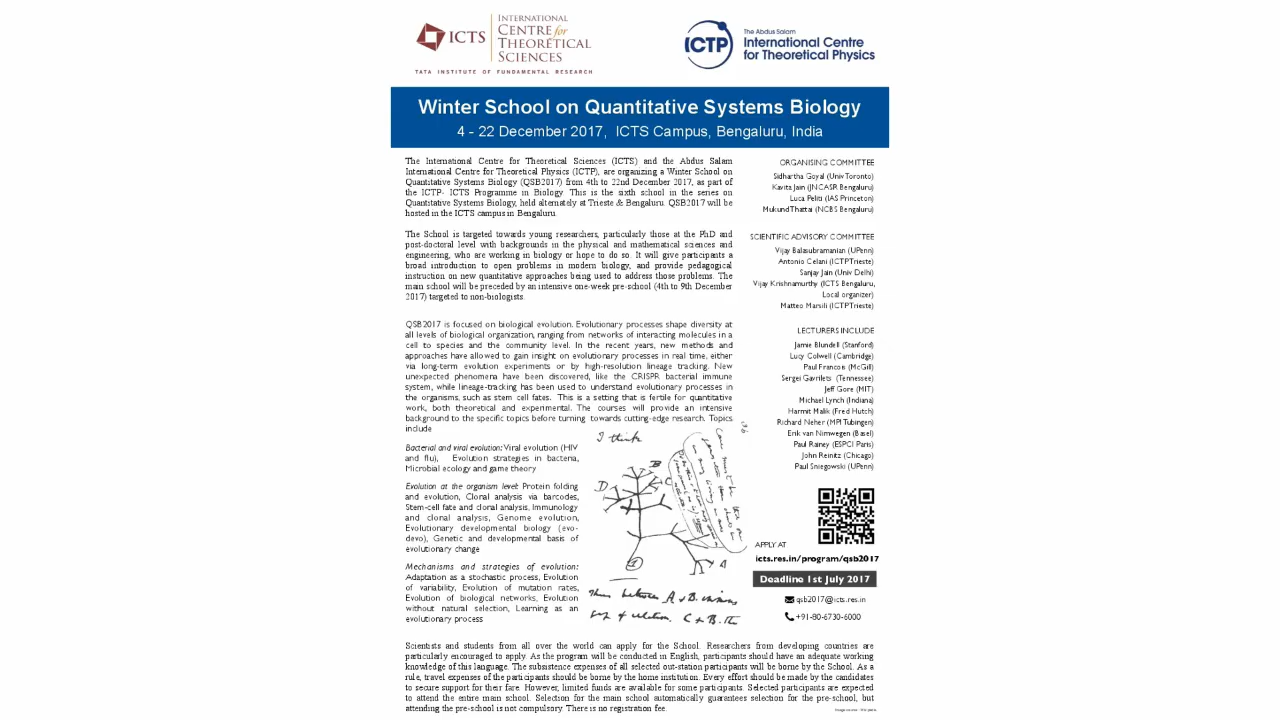 ICTS
INTERNATIONAL
CENTRE for
THEORETICAL
SCIENCES
TATA INSTITUTE OF FUNDAMENTAL RESEARCH
ICTP
The Abdus Salam
International Centre
for Theoretical Physics
Winter School on Quantitative Systems Biology
4 - 22 December 2017, ICTS Campus, Bengaluru, India
The International Centre for Theoretical Sciences (ICTS) and the Abdus Salam
International Centre for Theoretical Physics (ICTP), are organizing a Winter School on
Quantitative Systems Biology (QSB2017) from 4th to 22nd December 2017, as part of
the ICTP- ICTS Programme in Biology. This is the sixth school in the series on
Quantitative Systems Biology, held alternately at Trieste & Bengaluru. QSB2017 will be
hosted in the ICTS campus in Bengaluru.
The School is targeted towards young researchers, particularly those at the PhD and
post-doctoral level with backgrounds in the physical and mathematical sciences and
engineering, who are working in biology or hope to do so. It will give participants a
broad introduction to open problems in modern biology, and provide pedagogical
instruction on new quantitative approaches being used to address those problems. The
main school will be preceded by an intensive one-week pre-school (4th to 9th December
2017) targeted to non-biologists.
QSB2017 is focused on biological evolution. Evolutionary processes shape diversity at
all levels of biological organization, ranging from networks of interacting molecules in a
cell to species and the community level. In the recent years, new methods and
approaches have allowed to gain insight on evolutionary processes in real time, either
via long-term evolution experiments or by high-resolution lineage tracking. New
unexpected phenomena have been discovered, like the CRISPR bacterial immune
system, while lineage-tracking has been used to understand evolutionary processes in
the organisms, such as stem cell fates. This is a setting that is fertile for quantitative
work, both theoretical and experimental. The courses will provide an intensive
background to the specific topics before turning towards cutting-edge research. Topics
include
Bacterial and viral evolution: Viral evolution (HIV
and flu), Evolution strategies in bacteria,
Microbial ecology and game theory
Evolution at the organism level: Protein folding
and evolution, Clonal analysis via barcodes,
Stem-cell fate and clonal analysis, Immunology
and clonal analysis, Genome evolution,
Evolutionary developmental biology (evo-
devo), Genetic and developmental basis of
evolutionary change
Mechanisms and strategies of evolution:
Adaptation as a stochastic process, Evolution
of variability, Evolution of mutation rates,
Evolution of biological networks, Evolution
without natural selection, Learning as an
evolutionary process
I think
B
D
C
A
1
between A & B.
of relation. C & B.
ORGANISING COMMITTEE
Sidhartha Goyal (Univ Toronto)
Kavita Jain (JNCASR Bengaluru)
Luca Peliti (IAS Princeton)
Mukund Thattai (NCBS Bengaluru)
SCIENTIFIC ADVISORY COMMITTEE
Vijay Balasubramanian (UPenn)
Antonio Celani (ICTP Trieste)
Sanjay Jain (Univ Delhi)
Vijay Krishnamurthy (ICTS Bengaluru,
Local organizer)
Matteo Marsili (ICTP Trieste)
LECTURERS INCLUDE
Jamie Blundell (Stanford)
Lucy Colwell (Cambridge)
Paul Francois (McGill)
Sergei Gavrilets (Tennessee)
Jeff Gore (MIT)
Michael Lynch (Indiana)
Harmit Malik (Fred Hutch)
Richard Neher (MPI Tubingen)
Erik van Nimwegen (Basel)
Paul Rainey (ESPCI Paris)
John Reinitz (Chicago)
Paul Sniegowski (UPenn)
APPLY AT
icts.res.in/program/qsb2017
Deadline 1st July 2017
qsb2017@icts.res.in
+91-80-6730-6000
Scientists and students from all over the world can apply for the School. Researchers from developing countries are
particularly encouraged to apply. As the program will be conducted in English, participants should have an adequate working
knowledge of this language. The subsistence expenses of all selected out-station participants will be borne by the School. As a
rule, travel expenses of the participants should be borne by the home institution. Every effort should be made by the candidates
to secure support for their fare. However, limited funds are available for some participants. Selected participants are expected
to attend the entire main school. Selection for the main school automatically guarantees selection for the pre-school, but
attending the pre-school is not compulsory. There is no registration fee.